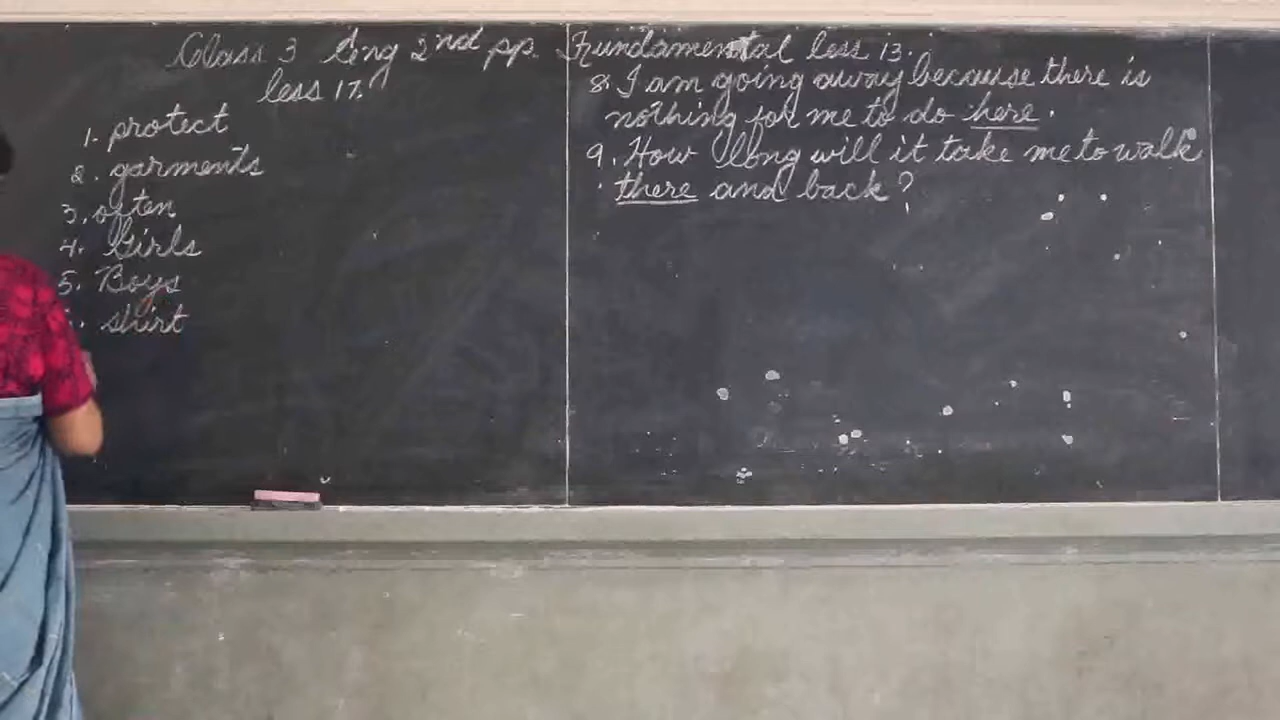 Class 3 Eng 2nd pp. Fundamental less 13.
less 17.
1. protect
2. garments
3. often
4. Girls
5. Boys
. shirt
8. I am going away because there is
nothing for me to do here.
9. How long will it take me to walk
there and back?